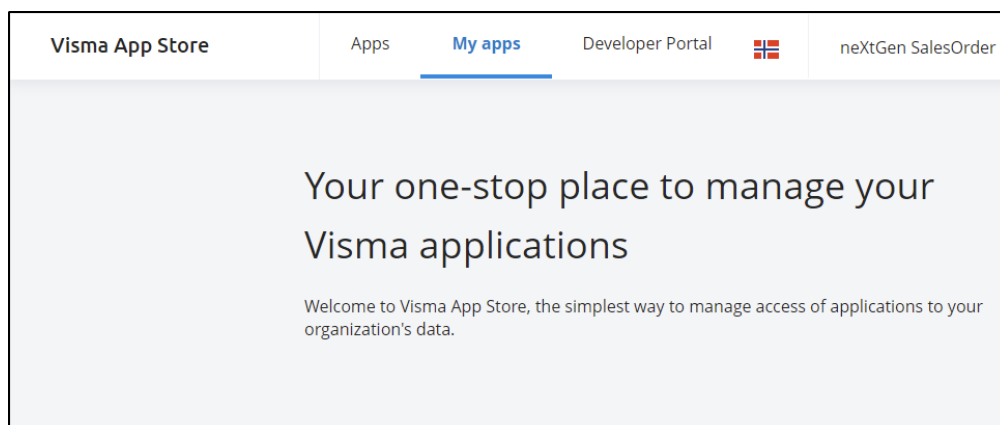 Visma App Store Apps My apps Developer Portal neXtGen SalesOrder
Your one-stop place to manage your
Visma applications
Welcome to Visma App Store, the simplest way to manage access of applications to your
organization's data.